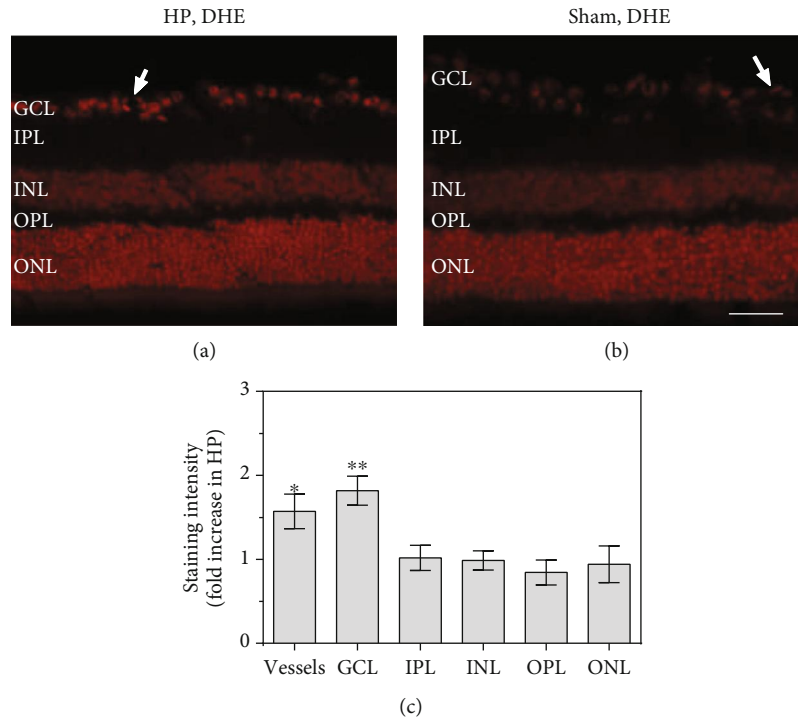 HP, DHE
Sham, DHE
GCL
IPL
INL
OPL
ONL
GCL
IPL
INL
OPL
ONL
(a)
(b)
3
2
1
0
Staining intensity
(fold increase in HP)
*
**
Vessels GCL IPL INL OPL ONL
(c)